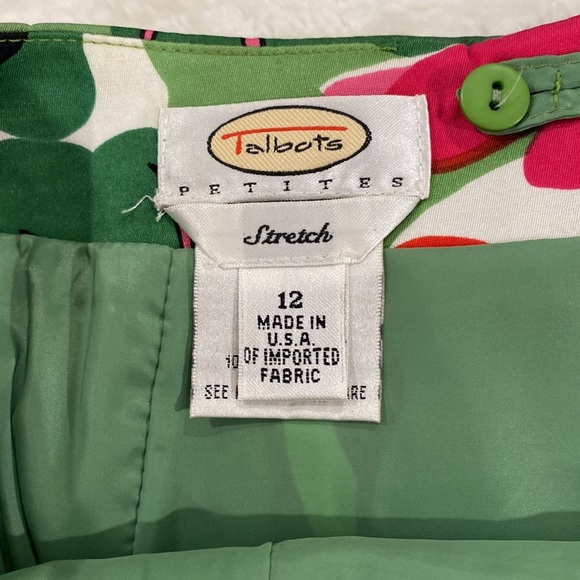 Talbots
PETITES
Stretch
12
MADE IN
U.S.A.
OF IMPORTED
FABRIC
SEE